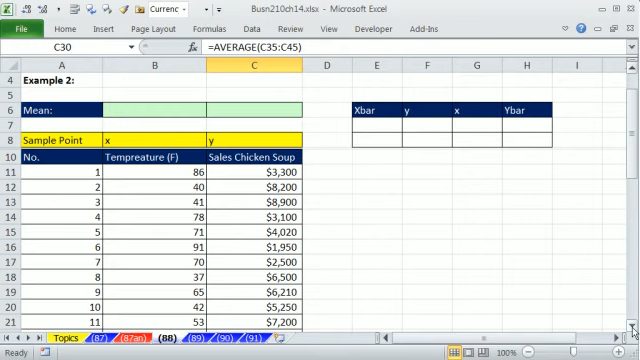 Currenc
Busn210ch14.xlsx - Microsoft Excel
File Home Insert Page Layout Formulas Data Review View Developer Add-Ins
C30 fx =AVERAGE(C35:C45)
A B C D E F G H I
4 Example 2:
5
6 Mean: Xbar y x Ybar
7
8 Sample Point x y
10 No. Tempreature (F) Sales Chicken Soup
11 1 86 $3,300
12 2 40 $8,200
13 3 41 $8,900
14 4 78 $3,100
15 5 71 $4,020
16 6 91 $1,950
17 7 70 $2,500
18 8 37 $6,500
19 9 65 $6,210
20 10 42 $5,250
21 11 53 $7,200
Topics (87) (87an) (88) (89) (90) (91)
Ready 100%